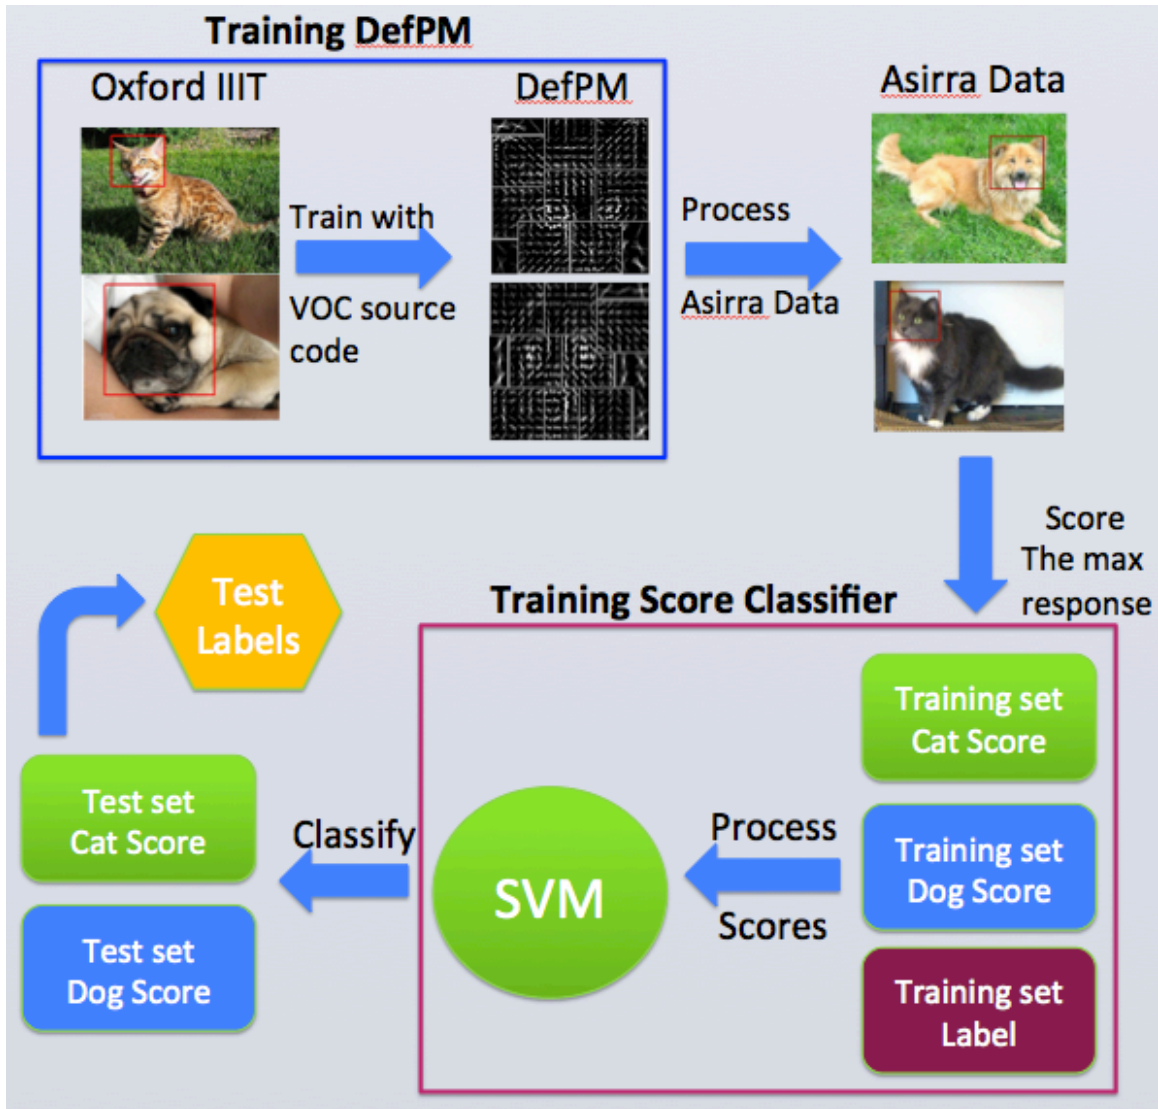 Training DefPM
Oxford IIIT
DefPM
Asirra Data
Train with
VOC source
code
Process
Asirra Data
Score
The max
response
Training Score Classifier
Training set
Cat Score
Training set
Dog Score
Training set
Label
Process
Scores
SVM
Classify
Test set
Cat Score
Test set
Dog Score
Test
Labels